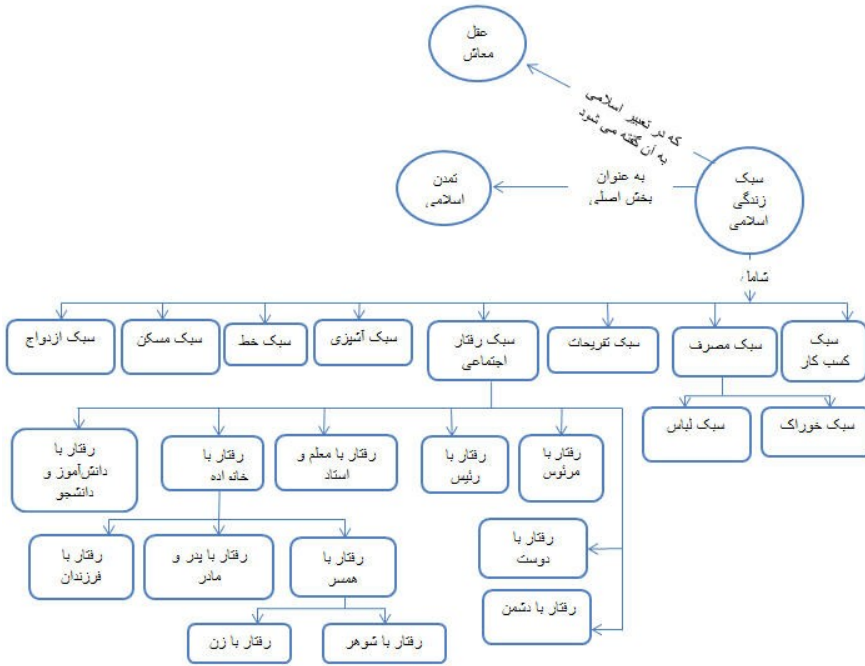 عقل
معاش
که در تعبیر اسلامی
به آن گفته می شود
سبک
زندگی
اسلامی
به عنوان
بخش اصلی
تمدن
اسلامی
شامل
سبک
کسب کار
سبک مصرف
سبک تفریحات
سبک رفتار
اجتماعی
سبک آشپزی
سبک خط
سبک مسکن
سبک ازدواج
سبک خوراک
سبک لباس
رفتار با
مرئوس
رفتار با
رئیس
رفتار با معلم و
استاد
رفتار با
خانواده
رفتار با
دانش‌آموز و
دانشجو
رفتار با
دوست
رفتار با دشمن
رفتار با
همسر
رفتار با پدر و
مادر
رفتار با
فرزندان
رفتار با شوهر
رفتار با زن